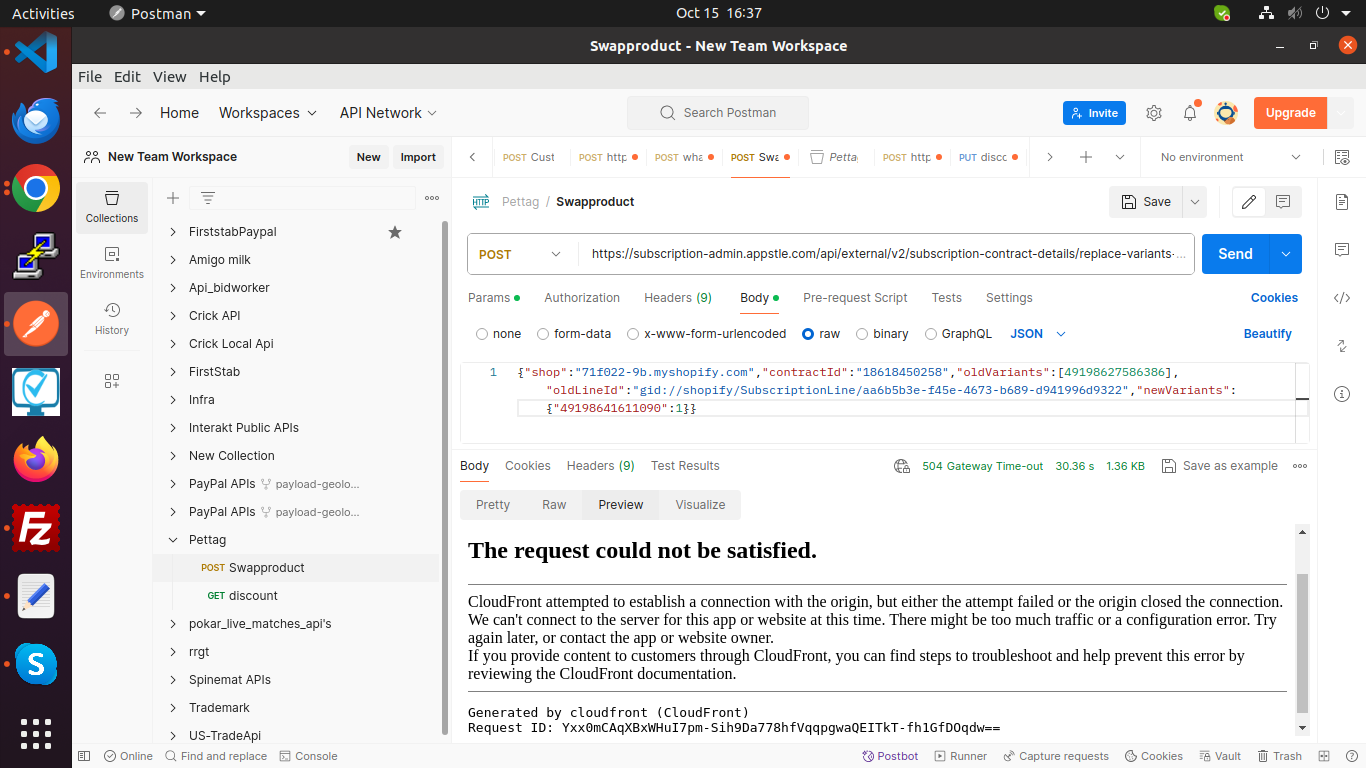 Activities
Postman
Oct 15 16:37
Swapproduct - New Team Workspace
File Edit View Help
Home Workspaces API Network
Search Postman
Invite
Upgrade
New Team Workspace
New Import
POST Cust
POST http
POST wha
POST Swa
Petta
POST http
PUT disco
No environment
Collections
Environments
History
FirststabPaypal
Amigo milk
Api_bidworker
Crick API
Crick Local Api
FirstStab
Infra
Interakt Public APIs
New Collection
PayPal APIs payload-geolo...
PayPal APIs payload-geolo...
Pettag
POST Swapproduct
GET discount
pokar_live_matches_api's
rrgt
Spinemat APIs
Trademark
US-TradeApi
HTTP Pettag / Swapproduct
Save
POST
https://subscription-admin.appstle.com/api/external/v2/subscription-contract-details/replace-variants-...
Send
Params Authorization Headers (9) Body Pre-request Script Tests Settings
Cookies
none form-data x-www-form-urlencoded raw binary GraphQL JSON
Beautify
1 {"shop":"71f022-9b.myshopify.com","contractId":"18618450258","oldVariants":[49198627586386],
"oldLineId":"gid://shopify/SubscriptionLine/aa6b5b3e-f45e-4673-b689-d941996d9322","newVariants":
{"49198641611090":1}}
Body Cookies Headers (9) Test Results
504 Gateway Time-out 30.36 s 1.36 KB Save as example
Pretty Raw Preview Visualize
The request could not be satisfied.
CloudFront attempted to establish a connection with the origin, but either the attempt failed or the origin closed the connection.
We can't connect to the server for this app or website at this time. There might be too much traffic or a configuration error. Try
again later, or contact the app or website owner.
If you provide content to customers through CloudFront, you can find steps to troubleshoot and help prevent this error by
reviewing the CloudFront documentation.
Generated by cloudfront (CloudFront)
Request ID: Yxx0mCAqXBxWHuI7pm-Sih9Da778hfVqqpgwaQEITkT-fh1GfDOqdw==
Online Find and replace Console
Postbot Runner Capture requests Cookies Vault Trash